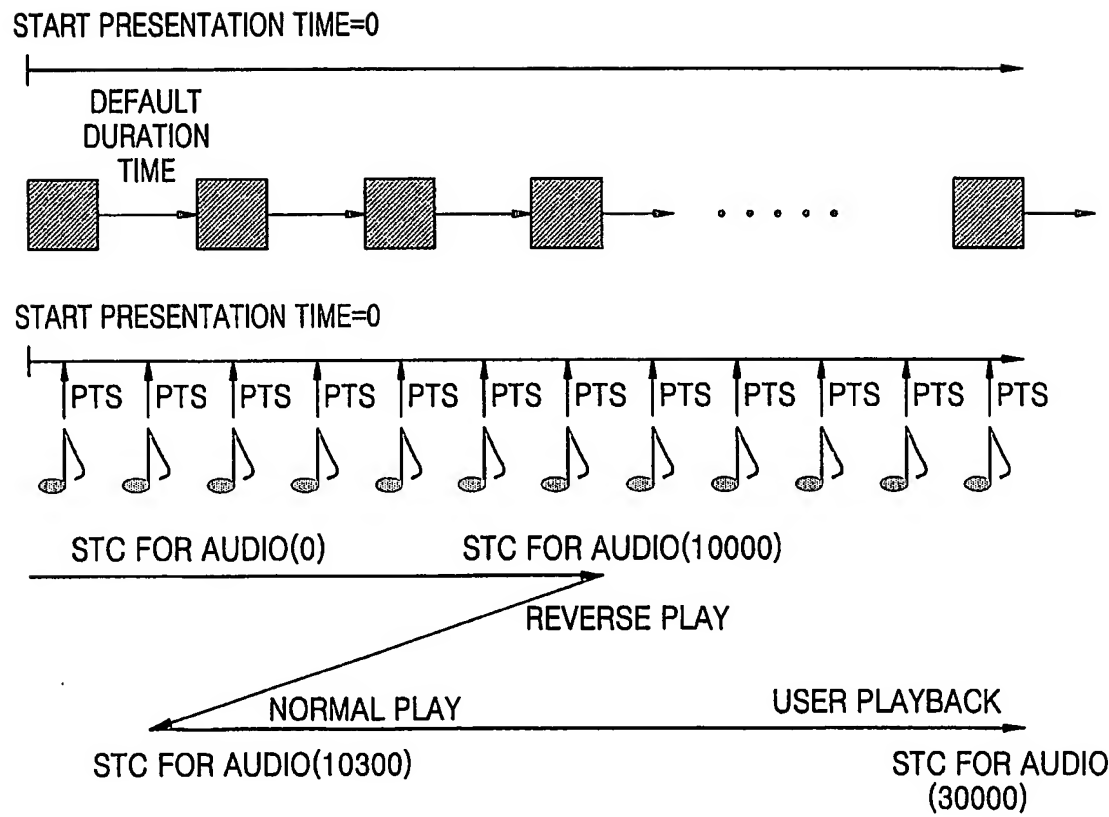 START PRESENTATION TIME=0
DEFAULT
DURATION
TIME
START PRESENTATION TIME=0
PTS PTS PTS PTS PTS PTS PTS PTS PTS PTS PTS PTS
STC FOR AUDIO(0) STC FOR AUDIO(10000)
REVERSE PLAY
NORMAL PLAY USER PLAYBACK
STC FOR AUDIO(10300) STC FOR AUDIO
(30000)